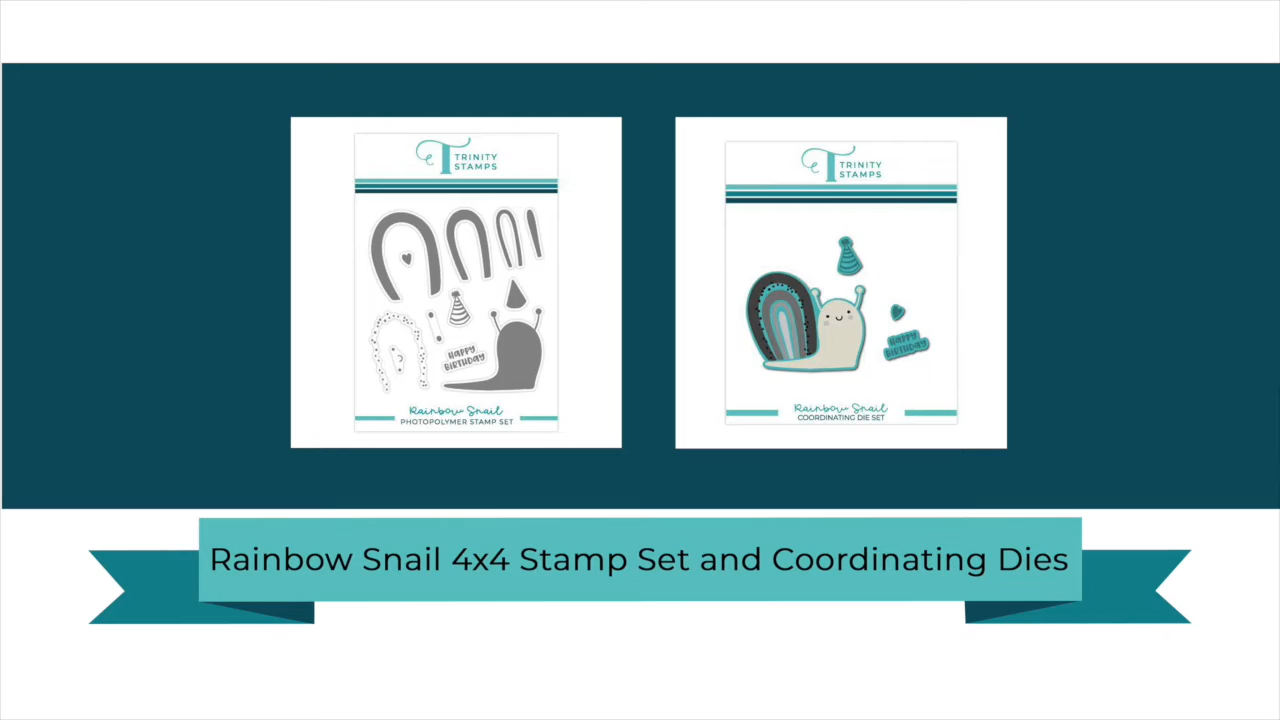 TRINITY
STAMPS
HAPPY
BIRTHDAY
Rainbow Snail
PHOTOPOLYMER STAMP SET
TRINITY
STAMPS
HAPPY
BIRTHDAY
Rainbow Snail
COORDINATING DIE SET
Rainbow Snail 4x4 Stamp Set and Coordinating Dies